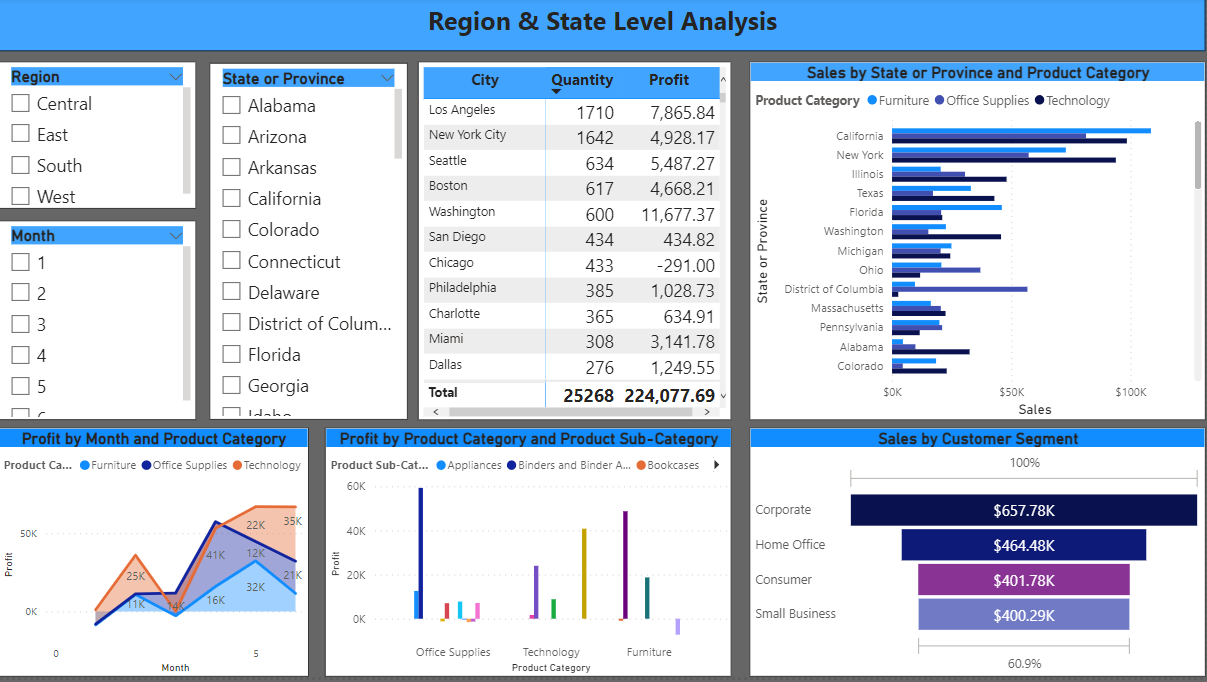 Region & State Level Analysis
Region
Central
East
South
West
Month
1
2
3
4
5
State or Province
Alabama
Arizona
Arkansas
California
Colorado
Connecticut
Delaware
District of Colum...
Florida
Georgia
Idaho
City Quantity Profit
Los Angeles 1710 7,865.84
New York City 1642 4,928.17
Seattle 634 5,487.27
Boston 617 4,668.21
Washington 600 11,677.37
San Diego 434 434.82
Chicago 433 -291.00
Philadelphia 385 1,028.73
Charlotte 365 634.91
Miami 308 3,141.78
Dallas 276 1,249.55
Total 25268 224,077.69
Sales by State or Province and Product Category
Product Category Furniture Office Supplies Technology
State or Province
California
New York
Illinois
Texas
Florida
Washington
Michigan
Ohio
District of Columbia
Massachusetts
Pennsylvania
Alabama
Colorado
$0K $50K $100K
Sales
Profit by Month and Product Category
Product Ca... Furniture Office Supplies Technology
Profit
50K
0K
25K
11K
14K
41K
16K
22K
12K
32K
35K
21K
0 5
Month
Profit by Product Category and Product Sub-Category
Product Sub-Cat... Appliances Binders and Binder A... Bookcases
Profit
60K
40K
20K
0K
Office Supplies Technology Furniture
Product Category
Sales by Customer Segment
100%
Corporate $657.78K
Home Office $464.48K
Consumer $401.78K
Small Business $400.29K
60.9%